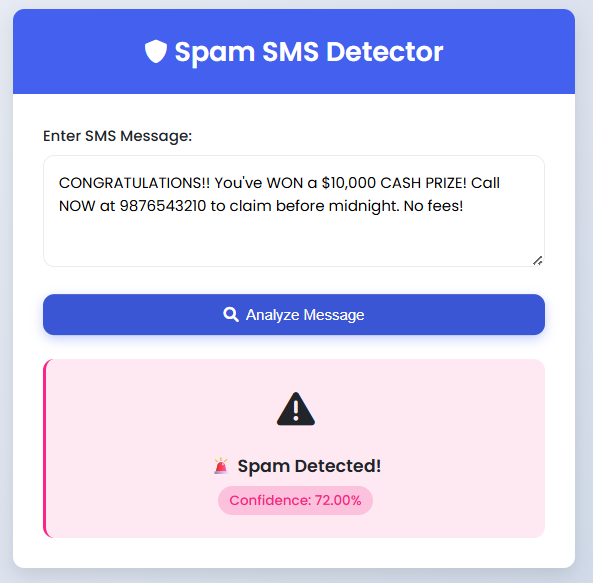 Spam SMS Detector
Enter SMS Message:
CONGRATULATIONS!! You've WON a $10,000 CASH PRIZE! Call
NOW at 9876543210 to claim before midnight. No fees!
Analyze Message
Spam Detected!
Confidence: 72.00%